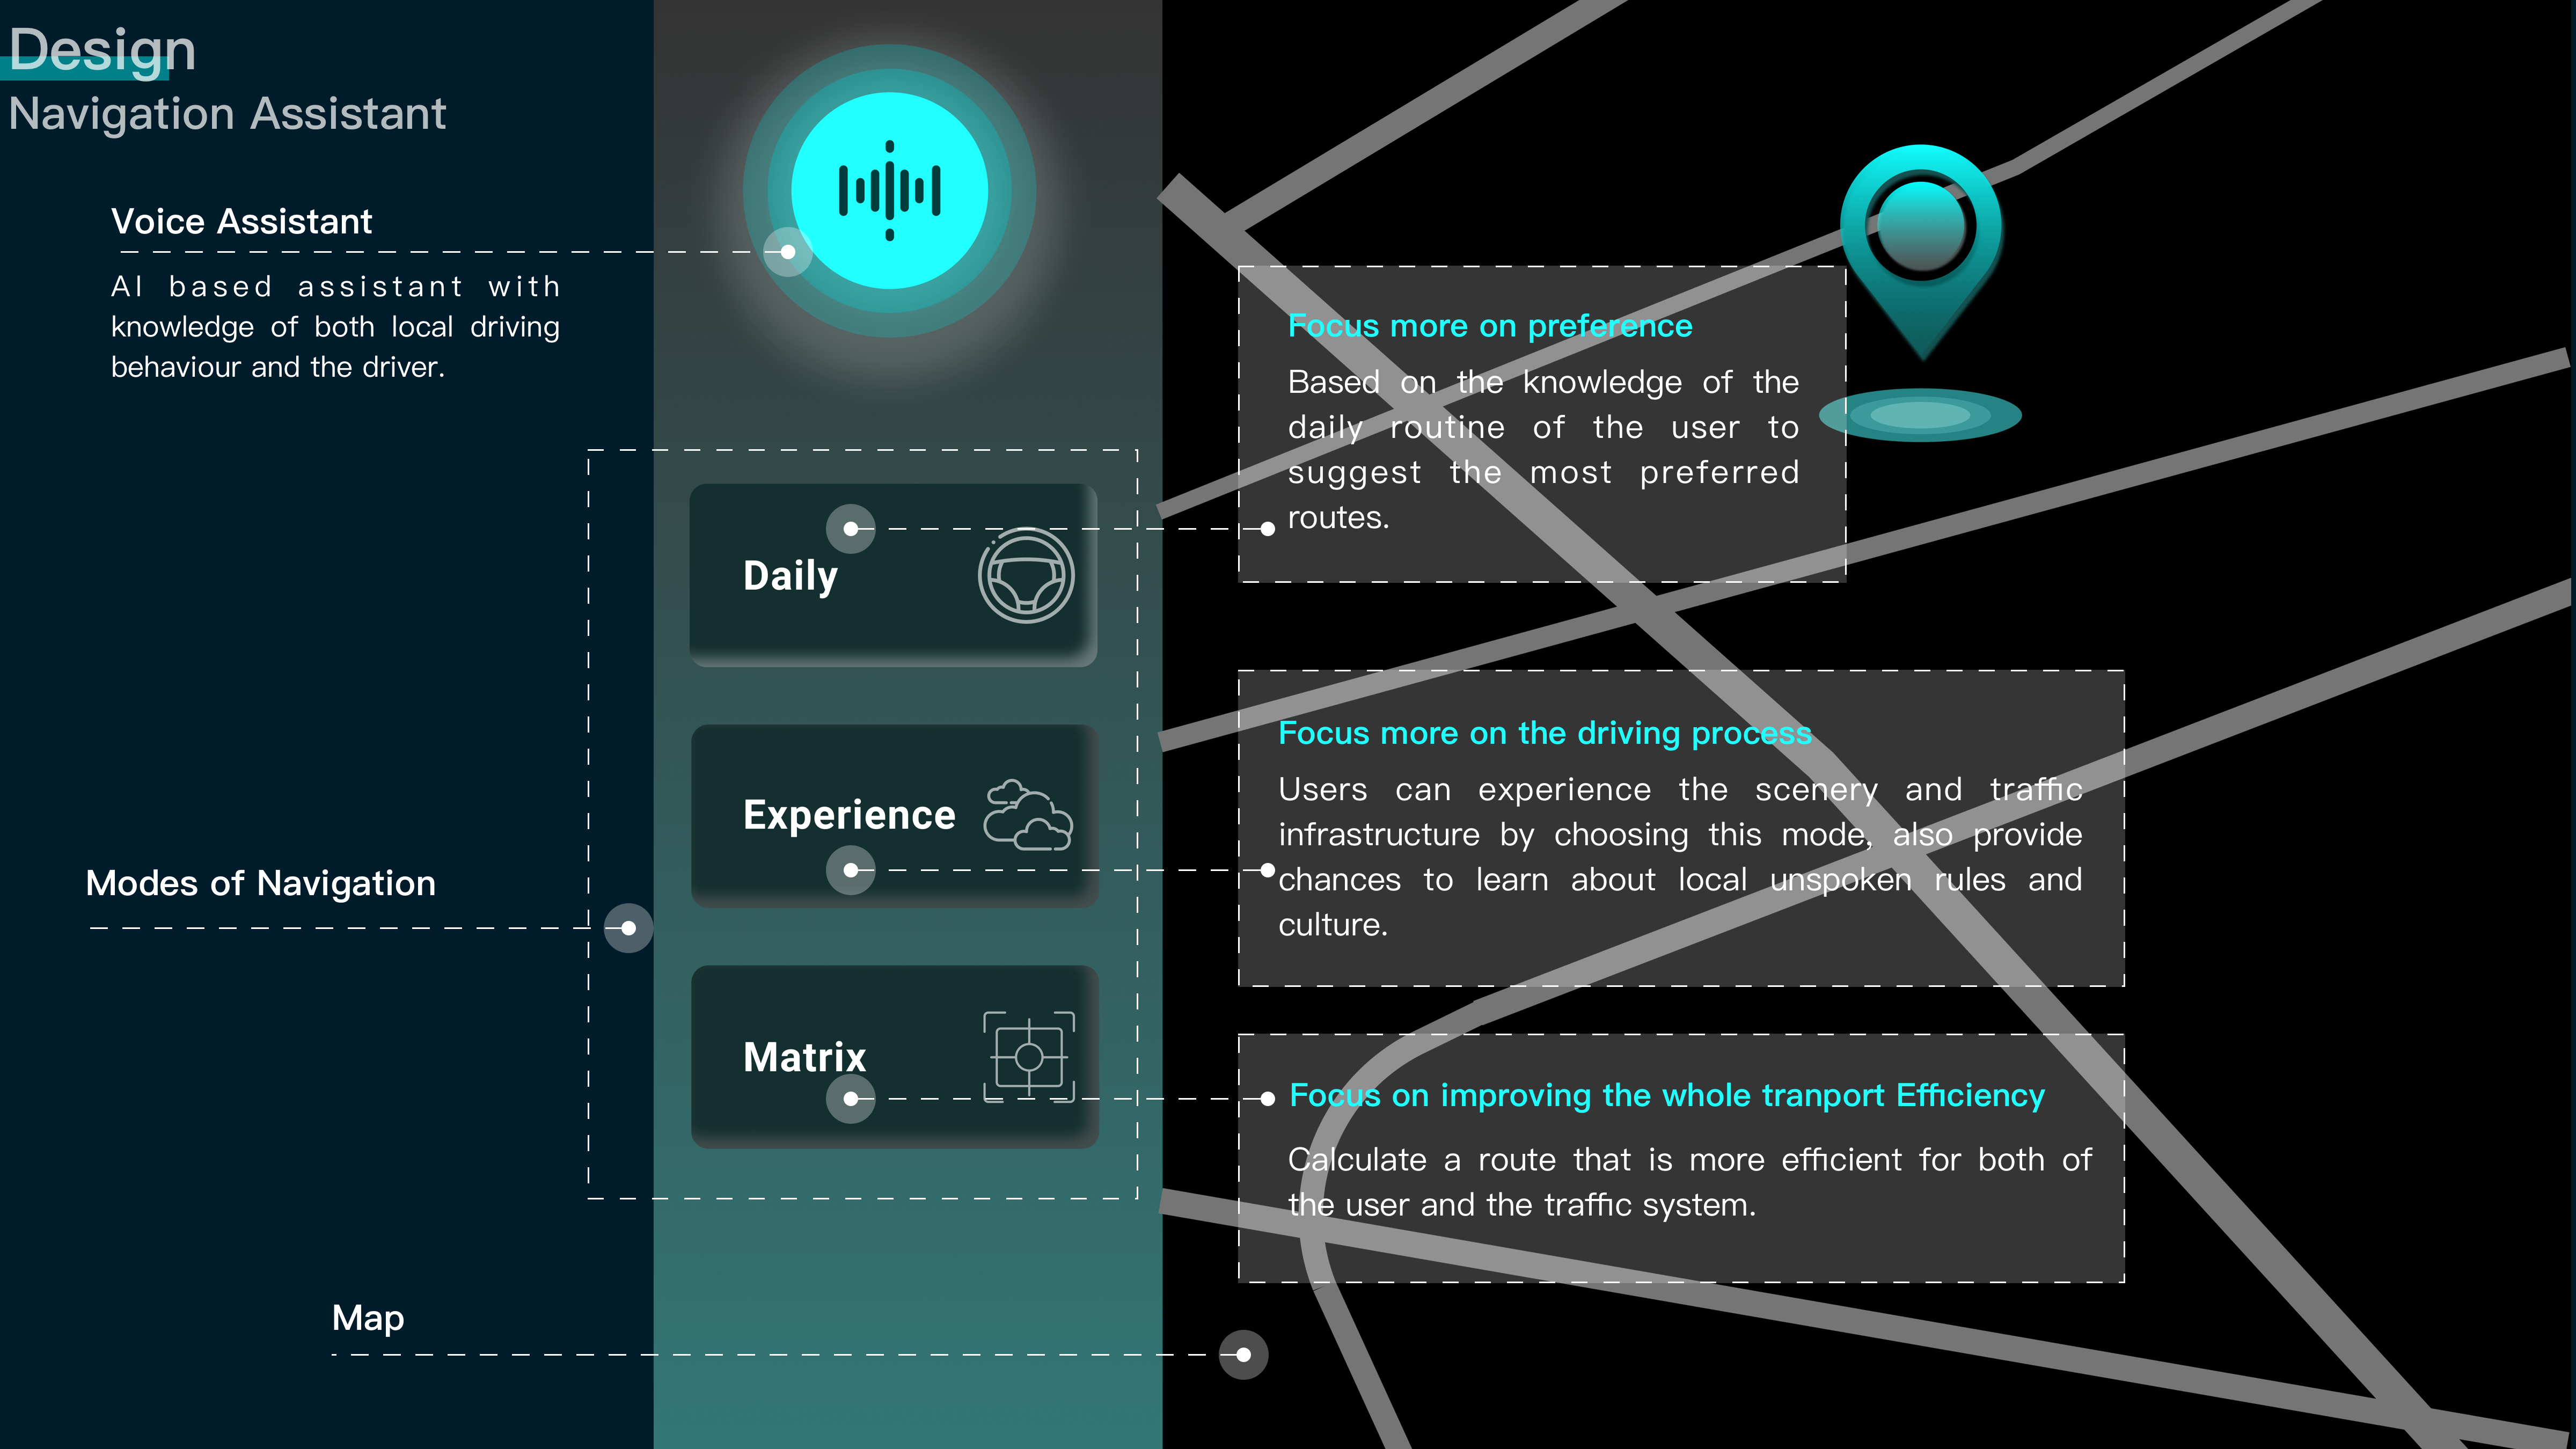 Design
Navigation Assistant
Voice Assistant
AI based assistant with
knowledge of both local driving
behaviour and the driver.
Modes of Navigation
Map
Daily
Experience
Matrix
Focus more on preference
Based on the knowledge of the
daily routine of the user to
suggest the most preferred
routes.
Focus more on the driving process
Users can experience the scenery and traffic
infrastructure by choosing this mode, also provide
chances to learn about local unspoken rules and
culture.
Focus on improving the whole tranport Efficiency
Calculate a route that is more efficient for both of
the user and the traffic system.